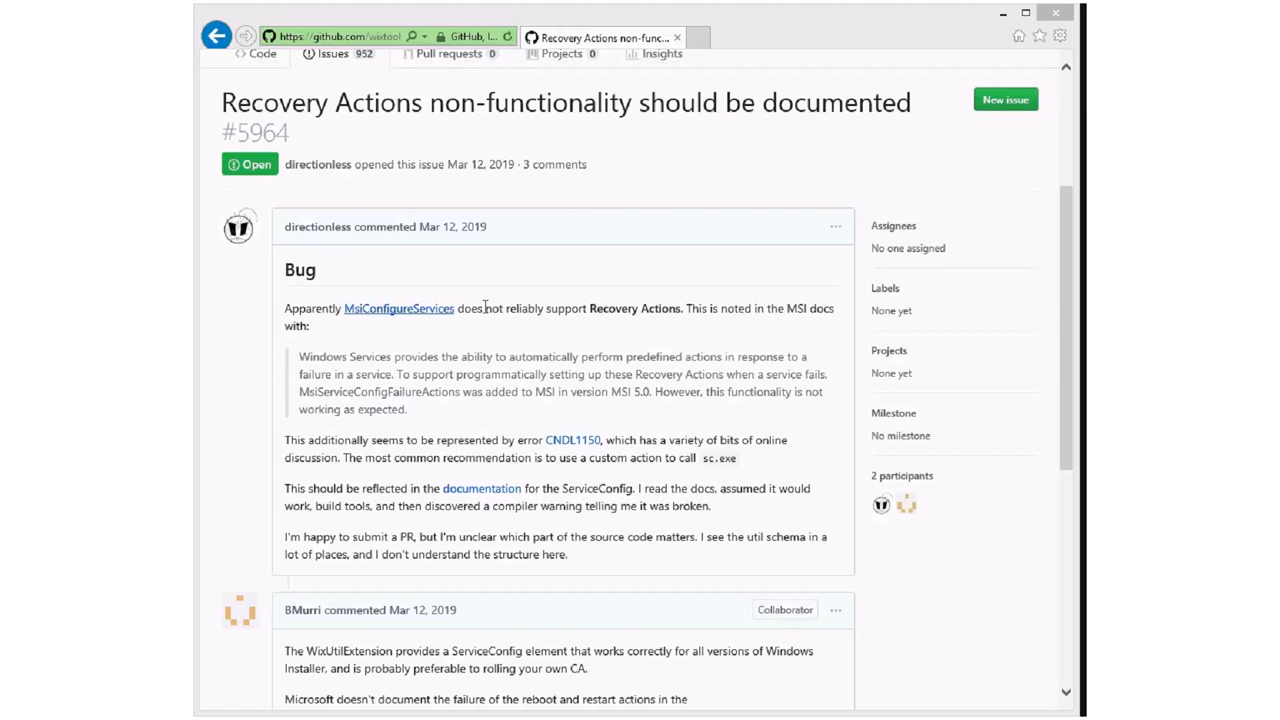 https://github.com/wixtool
GitHub, I...
Recovery Actions non-func...
Code
Issues 952
Pull requests 0
Projects 0
Insights
Recovery Actions non-functionality should be documented
#5964
New issue
Open
directionless opened this issue Mar 12, 2019 · 3 comments
directionless commented Mar 12, 2019
Bug
Apparently MsiConfigureServices does not reliably support Recovery Actions. This is noted in the MSI docs
with:
Windows Services provides the ability to automatically perform predefined actions in response to a
failure in a service. To support programmatically setting up these Recovery Actions when a service fails,
MsiServiceConfigFailureActions was added to MSI in version MSI 5.0. However, this functionality is not
working as expected.
This additionally seems to be represented by error CNDL1150, which has a variety of bits of online
discussion. The most common recommendation is to use a custom action to call sc.exe
This should be reflected in the documentation for the ServiceConfig. I read the docs, assumed it would
work, build tools, and then discovered a compiler warning telling me it was broken.
I'm happy to submit a PR, but I'm unclear which part of the source code matters. I see the util schema in a
lot of places, and I don't understand the structure here.
Assignees
No one assigned
Labels
None yet
Projects
None yet
Milestone
No milestone
2 participants
BMurri commented Mar 12, 2019
Collaborator
The WixUtilExtension provides a ServiceConfig element that works correctly for all versions of Windows
Installer, and is probably preferable to rolling your own CA.
Microsoft doesn't document the failure of the reboot and restart actions in the